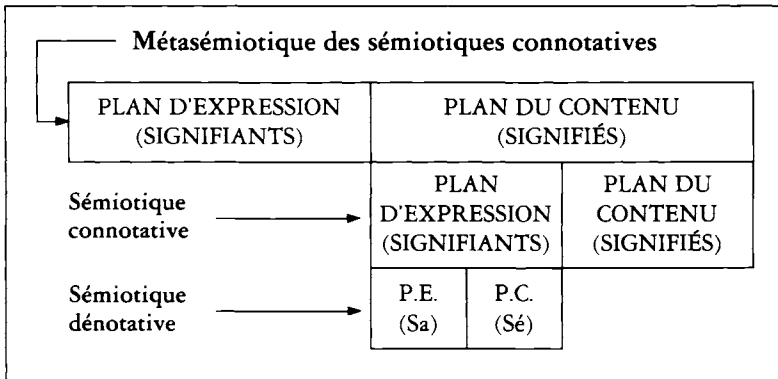 Métasémiotique des sémiotiques connotatives
PLAN D'EXPRESSION
(SIGNIFIANTS)
PLAN DU CONTENU
(SIGNIFIÉS)
Sémiotique
connotative
PLAN
D'EXPRESSION
(SIGNIFIANTS)
PLAN DU
CONTENU
(SIGNIFIÉS)
Sémiotique
dénotative
P.E.
(Sa)
P.C.
(Sé)